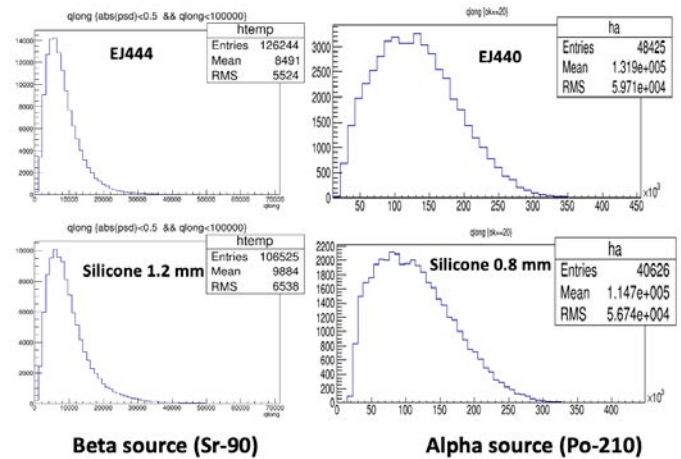 qlong {abs(psd)<0.5 && qlong<100000}
EJ444
htemp
Entries 126244
Mean 8491
RMS 5524
14000
12000
10000
8000
6000
4000
2000
0
0 10000 20000 30000 40000 50000 60000 70000
qlong
qlong {pk==20}
EJ440
ha
Entries 48425
Mean 1.319e+005
RMS 5.971e+004
3000
2500
2000
1500
1000
500
0
50 100 150 200 250 300 350 400 450
×10³
qlong {abs(psd)<0.5 && qlong<100000}
Silicone 1.2 mm
htemp
Entries 106525
Mean 9884
RMS 6538
10000
8000
6000
4000
2000
0
0 10000 20000 30000 40000 50000 60000 70000
qlong
qlong {pk==20}
Silicone 0.8 mm
ha
Entries 40626
Mean 1.147e+005
RMS 5.674e+004
2200
2000
1800
1600
1400
1200
1000
800
600
400
200
0
0 50 100 150 200 250 300 350 400
×10³
Beta source (Sr-90)
Alpha source (Po-210)